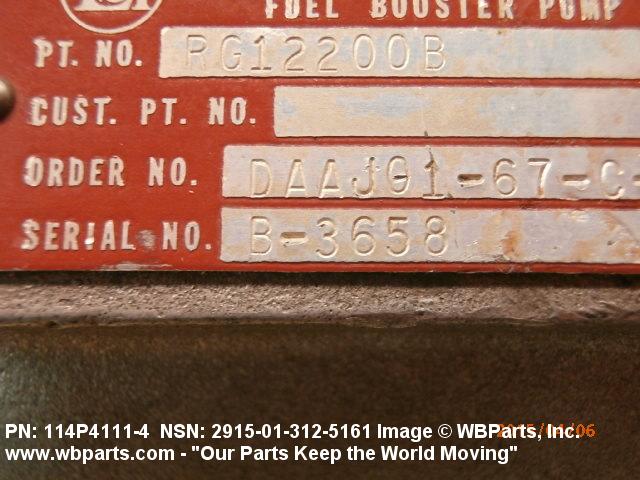 FUEL BOOSTER PUMP
PT. NO. RG12200B
CUST. PT. NO.
ORDER NO. DAAJ01-67-C-
SERIAL NO. B-3658
PN: 114P4111-4 NSN: 2915-01-312-5161 Image © WBParts, Inc.
www.wbparts.com - "Our Parts Keep the World Moving"